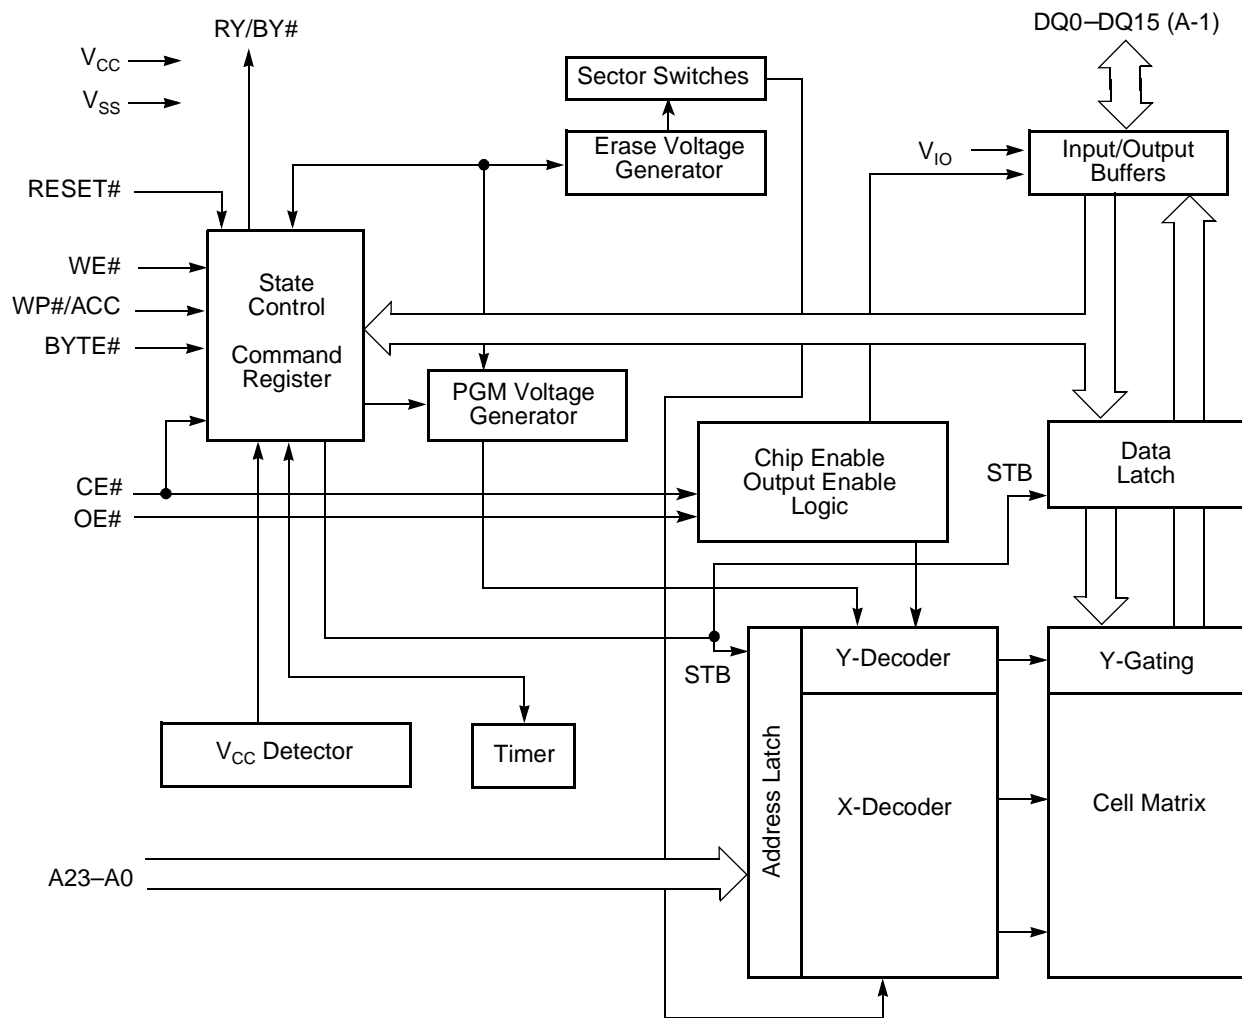 RY/BY#
DQ0–DQ15 (A-1)
VCC
VSS
Sector Switches
Erase Voltage
Generator
VIO
Input/Output
Buffers
RESET#
WE#
WP#/ACC
BYTE#
State
Control
Command
Register
PGM Voltage
Generator
CE#
OE#
Chip Enable
Output Enable
Logic
STB
Data
Latch
STB
Address Latch
Y-Decoder
Y-Gating
VCC Detector
Timer
X-Decoder
Cell Matrix
A23–A0